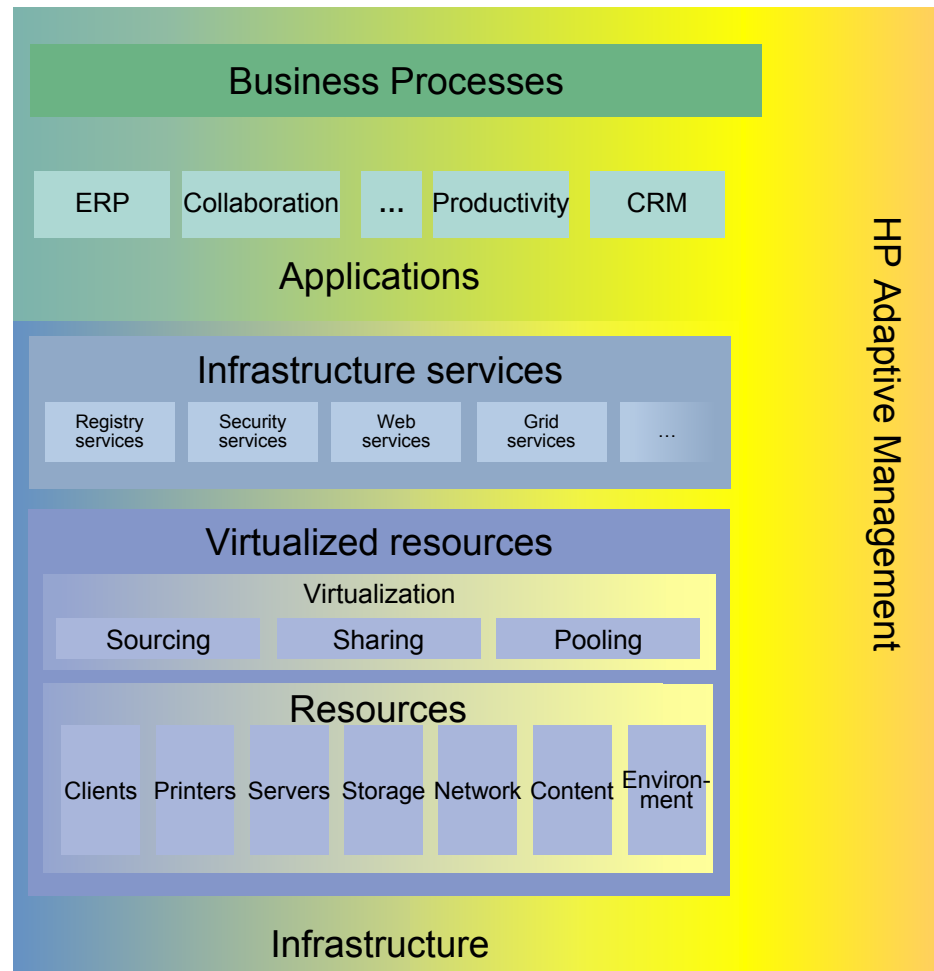 Business Processes
ERP
Collaboration
...
Productivity
CRM
Applications
Infrastructure services
Registry
services
Security
services
Web
services
Grid
services
...
Virtualized resources
Virtualization
Sourcing
Sharing
Pooling
Resources
Clients
Printers
Servers
Storage
Network
Content
Environ-
ment
Infrastructure
HP Adaptive Management